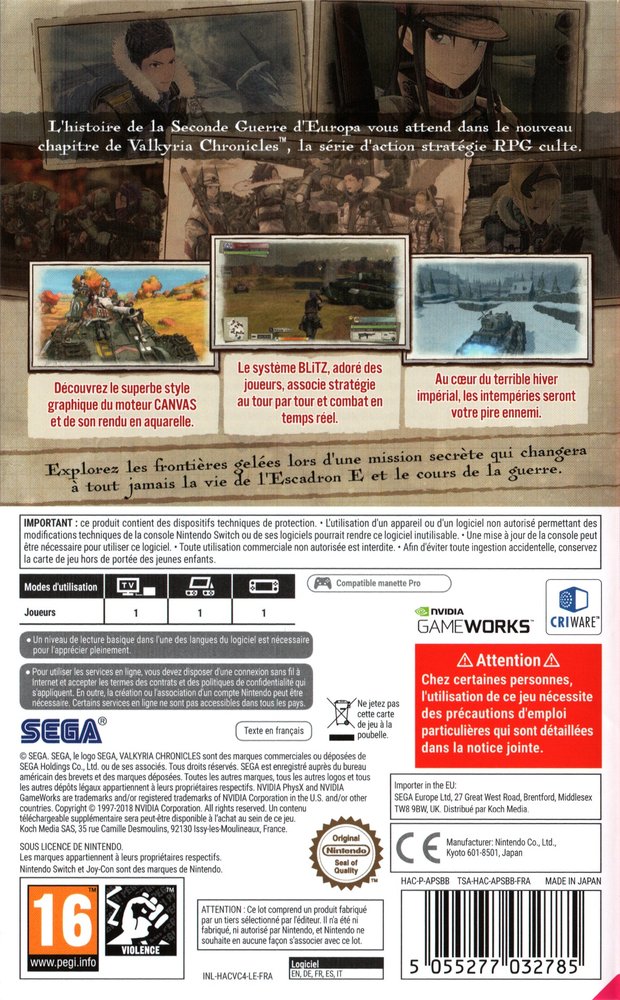 L'histoire de la Seconde Guerre d'Europa vous attend dans le nouveau
chapitre de Valkyria Chronicles™, la série d'action stratégie RPG culte.
Découvrez le superbe style
graphique du moteur CANVAS
et de son rendu en aquarelle.
Le système BLiTZ, adoré des
joueurs, associe stratégie
au tour par tour et combat en
temps réel.
Au cœur du terrible hiver
impérial, les intempéries seront
votre pire ennemi.
Explorez les frontières gelées lors d'une mission secrète qui changera
à tout jamais la vie de l'Escadron E et le cours de la guerre.
IMPORTANT : ce produit contient des dispositifs techniques de protection. • L'utilisation d'un appareil ou d'un logiciel non autorisé permettant des
modifications techniques de la console Nintendo Switch ou de ses logiciels pourrait rendre ce logiciel inutilisable. • Une mise à jour de la console peut
être nécessaire pour utiliser ce logiciel. • Toute utilisation commerciale non autorisée est interdite. • Afin d'éviter toute ingestion accidentelle, conservez
la carte de jeu hors de portée des jeunes enfants.
Modes d'utilisation TV
Joueurs 1 1 1
Compatible manette Pro
• Un niveau de lecture basique dans l'une des langues du logiciel est nécessaire
pour l'apprécier pleinement.
• Pour utiliser les services en ligne, vous devez disposer d'une connexion sans fil à
Internet et accepter les termes des contrats et des politiques de confidentialité qui
s'appliquent. En outre, la création ou l'association d'un compte Nintendo peut être
nécessaire. Certains services en ligne ne sont pas accessibles dans tous les pays.
NVIDIA
GAMEWORKS™
CRIWARE™
⚠ Attention ⚠
Chez certaines personnes,
l'utilisation de ce jeu nécessite
des précautions d'emploi
particulières qui sont détaillées
dans la notice jointe.
SEGA®
Texte en français
Ne jetez pas
cette carte
de jeu à la
poubelle.
© SEGA. SEGA, le logo SEGA, VALKYRIA CHRONICLES sont des marques commerciales ou déposées de
SEGA Holdings Co., Ltd. ou de ses associés. Tous droits réservés. SEGA est enregistré auprès du bureau
américain des brevets et des marques déposées. Toutes les autres marques, tous les autres logos et tous
les autres dépôts légaux appartiennent à leurs propriétaires respectifs. NVIDIA PhysX and NVIDIA
GameWorks are trademarks and/or registered trademarks of NVIDIA Corporation in the U.S. and/or other
countries. Copyright © 1997-2018 NVIDIA Corporation. All rights reserved. Un contenu
téléchargeable supplémentaire sera peut-être disponible à l'achat au sein de ce jeu.
Koch Media SAS, 35 rue Camille Desmoulins, 92130 Issy-les-Moulineaux, France.
SOUS LICENCE DE NINTENDO.
Les marques appartiennent à leurs propriétaires respectifs.
Nintendo Switch et Joy-Con sont des marques de Nintendo.
Original
Nintendo
Seal of
Quality
TM
Importer in the EU:
SEGA Europe Ltd, 27 Great West Road, Brentford, Middlesex
TW8 9BW, UK. Distribué par Koch Media.
CE
Manufacturer: Nintendo Co., Ltd.,
Kyoto 601-8501, Japan
HAC-P-APSBB TSA-HAC-APSBB-FRA MADE IN JAPAN
16
www.pegi.info
VIOLENCE
ATTENTION : Ce lot comprend un produit fabriqué
par un tiers sélectionné par l'éditeur. Il n'a été ni
fabriqué, ni autorisé par Nintendo, et Nintendo ne
souhaite en aucune façon s'associer avec ce lot.
INL-HACVC4-LE-FRA
Logiciel
EN, DE, FR, ES, IT
5 055277 032785